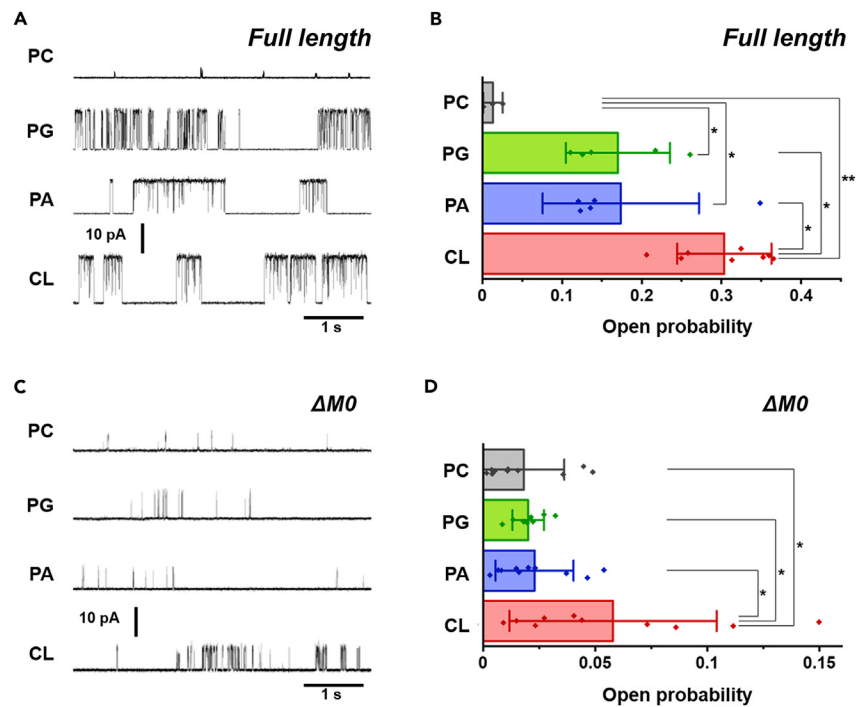 A
Full length
PC
PG
PA
10 pA
CL
1 s
B
Full length
PC
PG
PA
CL
*
*
**
*
*
0 0.1 0.2 0.3 0.4
Open probability
C
ΔM0
PC
PG
PA
10 pA
CL
1 s
D
ΔM0
PC
PG
PA
CL
*
*
*
0 0.05 0.1 0.15
Open probability